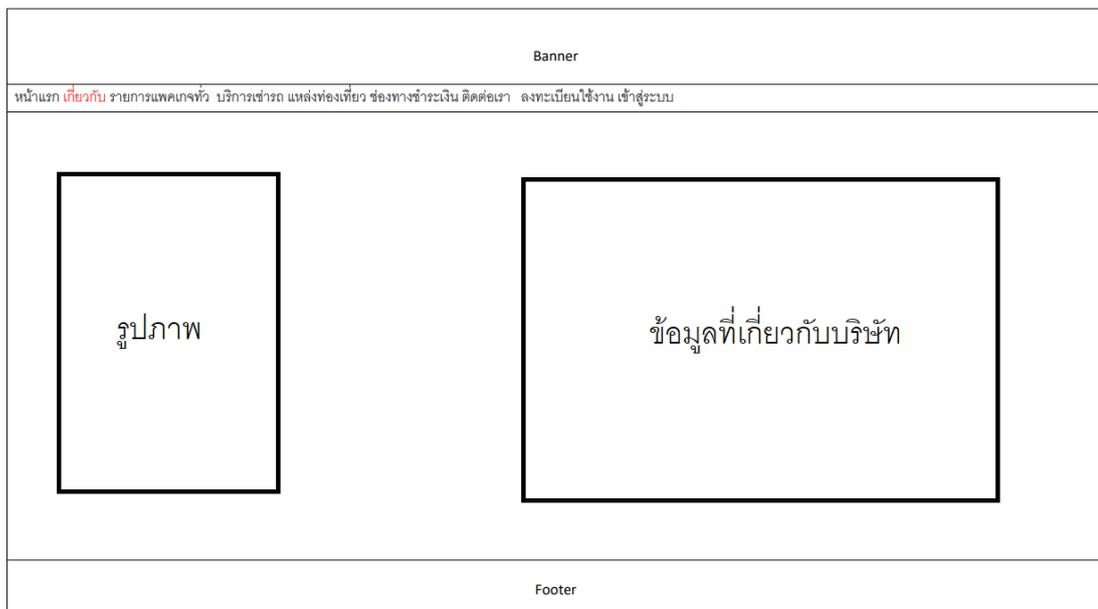 Banner
หน้าแรก เกี่ยวกับ รายการแพคเกจทั่ว บริการเช่ารถ แหล่งท่องเที่ยว ช่องทางชำระเงิน ติดต่อเรา ลงทะเบียนใช้งาน เข้าสู่ระบบ
รูปภาพ
ข้อมูลที่เกี่ยวกับบริษัท
Footer